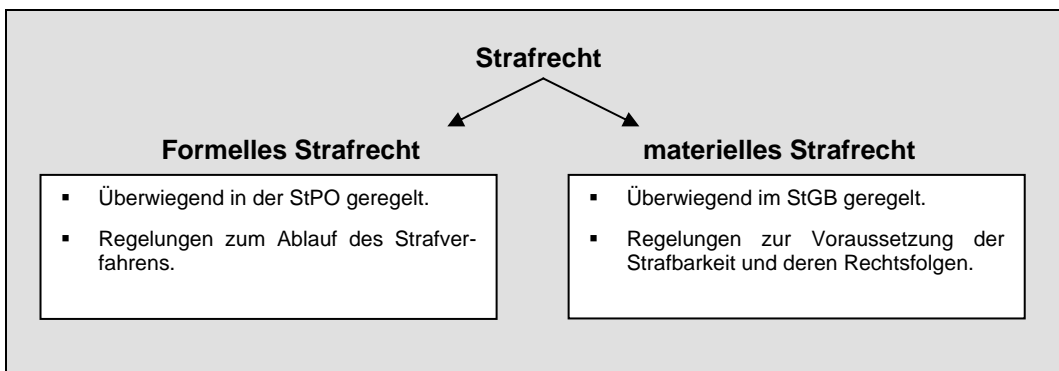 Strafrecht
Formelles Strafrecht
▪ Überwiegend in der StPO geregelt.
▪ Regelungen zum Ablauf des Strafver-
fahrens.
materielles Strafrecht
▪ Überwiegend im StGB geregelt.
▪ Regelungen zur Voraussetzung der
Strafbarkeit und deren Rechtsfolgen.